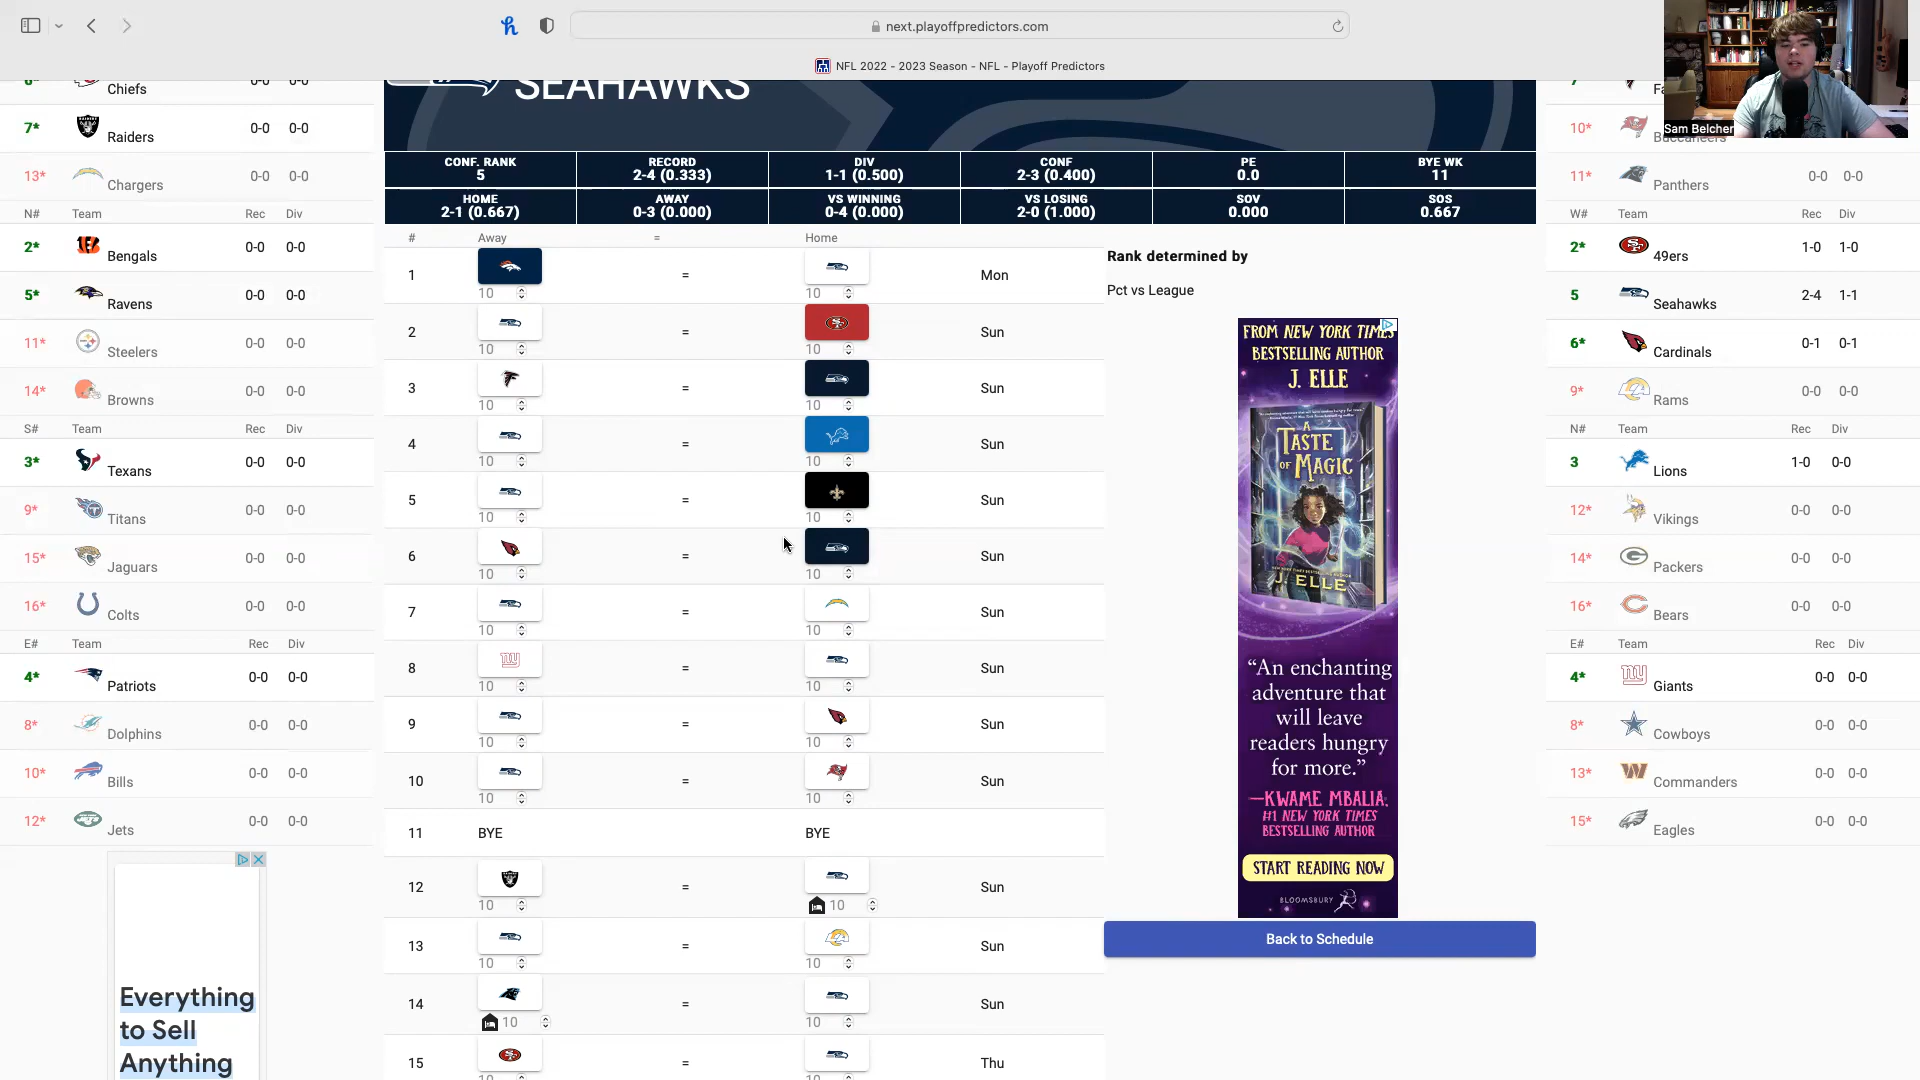 next.playoffpredictors.com
NFL 2022 - 2023 Season - NFL - Playoff Predictors
Sam Belcher
Chiefs
7* Raiders 0-0 0-0
13* Chargers 0-0 0-0
N# Team Rec Div
2* Bengals 0-0 0-0
5* Ravens 0-0 0-0
11* Steelers 0-0 0-0
14* Browns 0-0 0-0
S# Team Rec Div
3* Texans 0-0 0-0
9* Titans 0-0 0-0
15* Jaguars 0-0 0-0
16* Colts 0-0 0-0
E# Team Rec Div
4* Patriots 0-0 0-0
8* Dolphins 0-0 0-0
10* Bills 0-0 0-0
12* Jets 0-0 0-0
Everything
to Sell
Anything
SEAHAWKS
CONF. RANK RECORD DIV CONF PE BYE WK
5 2-4 (0.333) 1-1 (0.500) 2-3 (0.400) 0.0 11
HOME AWAY VS WINNING VS LOSING SOV SOS
2-1 (0.667) 0-3 (0.000) 0-4 (0.000) 2-0 (1.000) 0.000 0.667
# Away = Home
1 = Mon
10 10
2 = Sun
10 10
3 = Sun
10 10
4 = Sun
10 10
5 = Sun
10 10
6 = Sun
10 10
7 = Sun
10 10
8 = Sun
10 10
9 = Sun
10 10
10 = Sun
10 10
11 BYE BYE
12 = Sun
10 10
13 = Sun
10 10
14 = Sun
10 10
15 = Thu
Rank determined by
Pct vs League
FROM NEW YORK TIMES
BESTSELLING AUTHOR
J. ELLE
A
TASTE
OF MAGIC
J. ELLE
"An enchanting
adventure that
will leave
readers hungry
for more."
—KWAME MBALIA,
#1 NEW YORK TIMES
BESTSELLING AUTHOR
START READING NOW
BLOOMSBURY
Back to Schedule
10* Buccaneers
11* Panthers 0-0 0-0
W# Team Rec Div
2* 49ers 1-0 1-0
5 Seahawks 2-4 1-1
6* Cardinals 0-1 0-1
9* Rams 0-0 0-0
N# Team Rec Div
3 Lions 1-0 0-0
12* Vikings 0-0 0-0
14* Packers 0-0 0-0
16* Bears 0-0 0-0
E# Team Rec Div
4* Giants 0-0 0-0
8* Cowboys 0-0 0-0
13* Commanders 0-0 0-0
15* Eagles 0-0 0-0